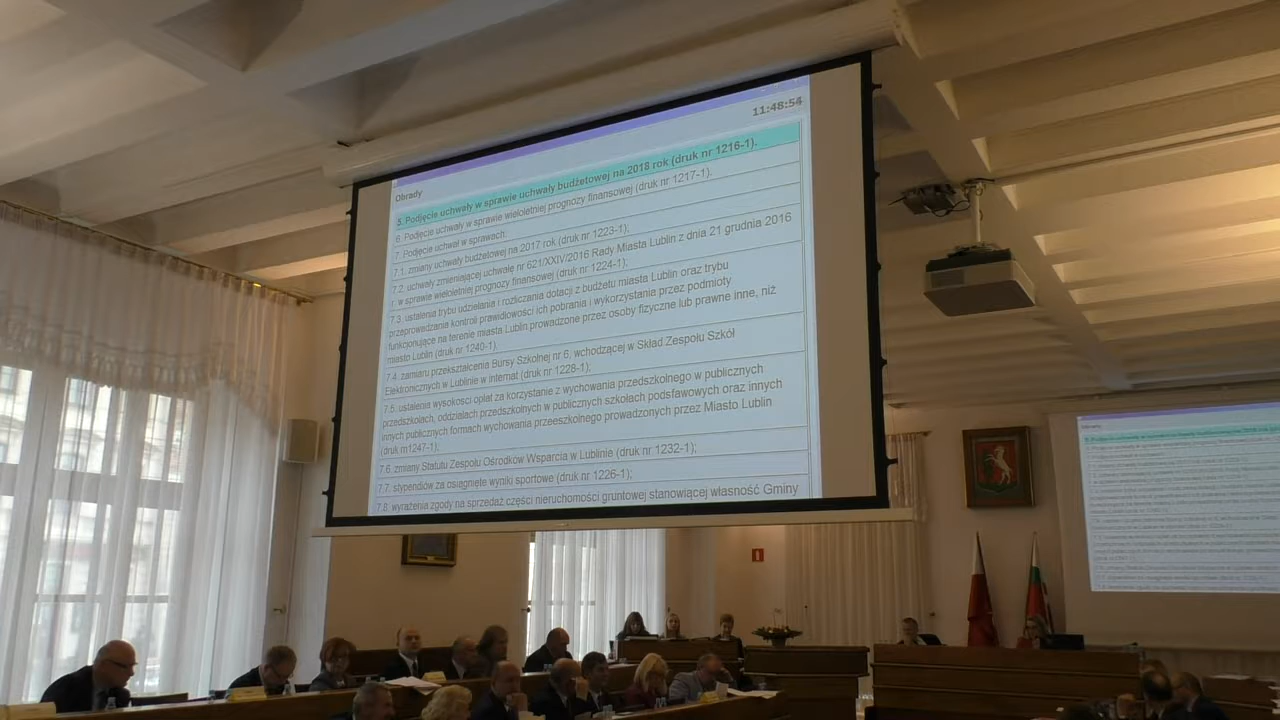 11:48:54
Obrady
5. Podjęcie uchwały w sprawie uchwały budżetowej na 2018 rok (druk nr 1216-1).
6. Podjęcie uchwały w sprawie wieloletniej prognozy finansowej (druk nr 1217-1).
7. Podjęcie uchwał w sprawach:
7.1. zmiany uchwały budżetowej na 2017 rok (druk nr 1223-1);
7.2. uchwały zmieniającej uchwałę nr 621/XXIV/2016 Rady Miasta Lublin z dnia 21 grudnia 2016
r. w sprawie wieloletniej prognozy finansowej (druk nr 1224-1);
7.3. ustalenia trybu udzielania i rozliczania dotacji z budżetu miasta Lublin oraz trybu
przeprowadzania kontroli prawidłowości ich pobrania i wykorzystania przez podmioty
funkcjonujące na terenie miasta Lublin prowadzone przez osoby fizyczne lub prawne inne, niż
miasto Lublin (druk nr 1240-1);
7.4. zamiaru przekształcenia Bursy Szkolnej nr 6, wchodzącej w Skład Zespołu Szkół
Elektronicznych w Lublinie w internat (druk nr 1228-1);
7.5. ustalenia wysokości opłat za korzystanie z wychowania przedszkolnego w publicznych
przedszkolach, oddziałach przedszkolnych w publicznych szkołach podsfawowych oraz innych
innych publicznych formach wychowania przeeszkolnego prowadzonych przez Miasto Lublin
(druk m1247-1);
7.6. zmiany Statutu Zespołu Ośrodków Wsparcia w Lublinie (druk nr 1232-1);
7.7. stypendiów za osiągnięte wyniki sportowe (druk nr 1226-1);
7.8. wyrażenia zgody na sprzedaż części nieruchomości gruntowej stanowiącej własność Gminy